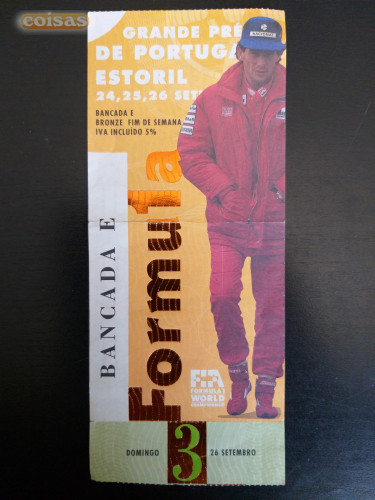 coisas
GRANDE PRÉ
DE PORTUGA
ESTORIL
24,25,26 SET
BANCADA E
BRONZE FIM DE SEMANA
IVA INCLUÍDO 5%
BANCADA E
Formula
FIA
FORMULA 1
WORLD
CHAMPIONSHIP
DOMINGO 3 26 SETEMBRO